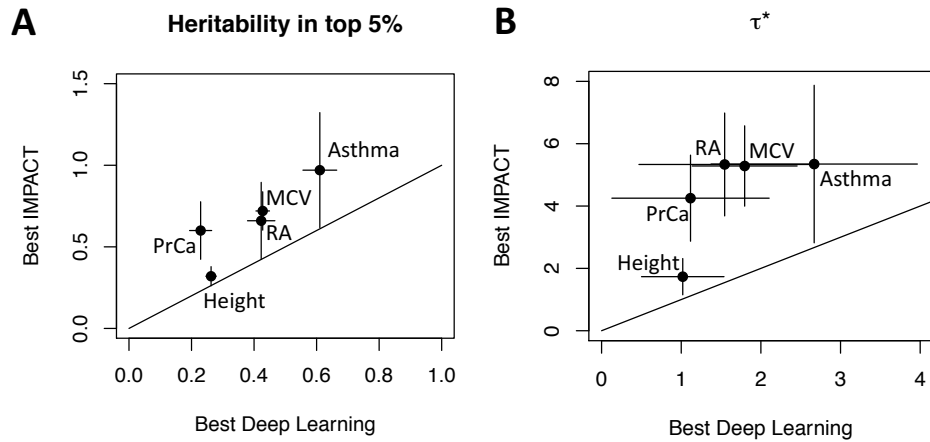 A
Heritability in top 5%
Best IMPACT
1.5
1.0
0.5
0.0
Asthma
MCV
RA
PrCa
Height
0.0 0.2 0.4 0.6 0.8 1.0
Best Deep Learning
B
τ*
Best IMPACT
8
6
4
2
0
RA
MCV
Asthma
PrCa
Height
0 1 2 3 4
Best Deep Learning